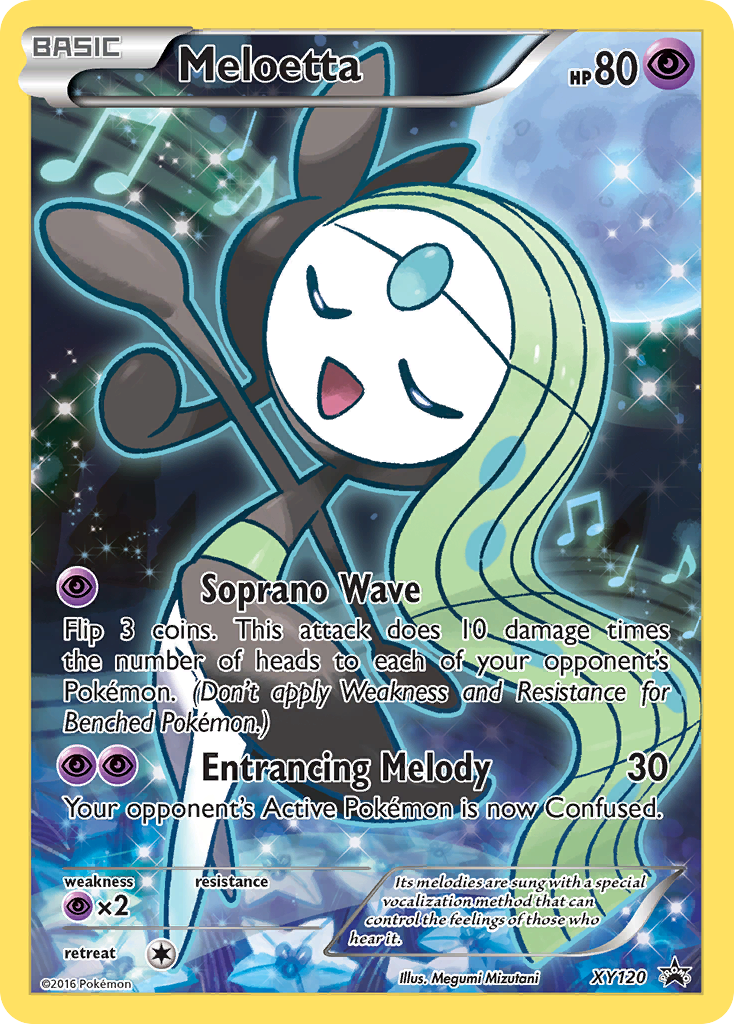 BASIC Meloetta HP 80
Soprano Wave
Flip 3 coins. This attack does 10 damage times
the number of heads to each of your opponent's
Pokémon. (Don't apply Weakness and Resistance for
Benched Pokémon.)
Entrancing Melody 30
Your opponent's Active Pokémon is now Confused.
weakness resistance
×2
retreat
Its melodies are sung with a special
vocalization method that can
control the feelings of those who
hear it.
©2016 Pokémon Illus. Megumi Mizutani XY120 PROMO